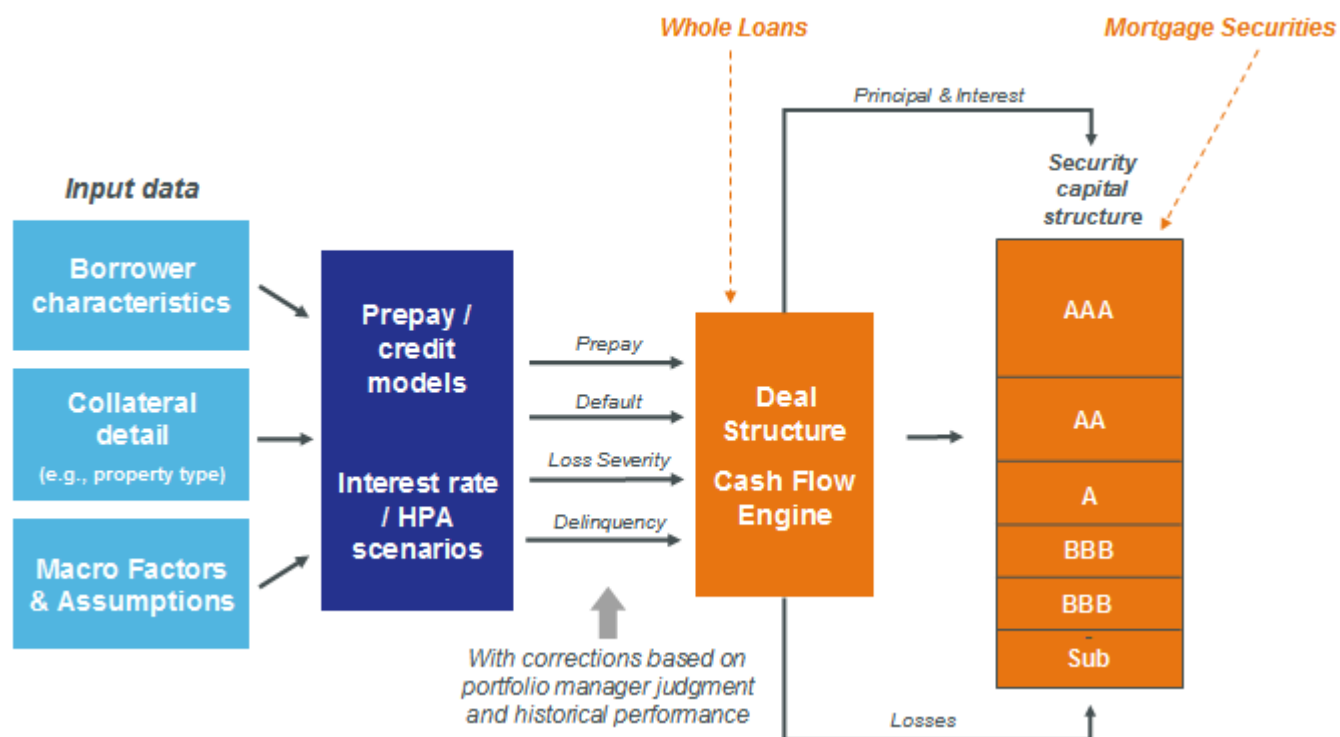 Whole Loans
Mortgage Securities
Principal & Interest
Security
capital
structure
Input data
Borrower
characteristics
Collateral
detail
(e.g., property type)
Macro Factors
& Assumptions
Prepay /
credit
models
Interest rate
/ HPA
scenarios
Prepay
Default
Loss Severity
Delinquency
With corrections based on
portfolio manager judgment
and historical performance
Deal
Structure
Cash Flow
Engine
AAA
AA
A
BBB
BBB
-
Sub
Losses